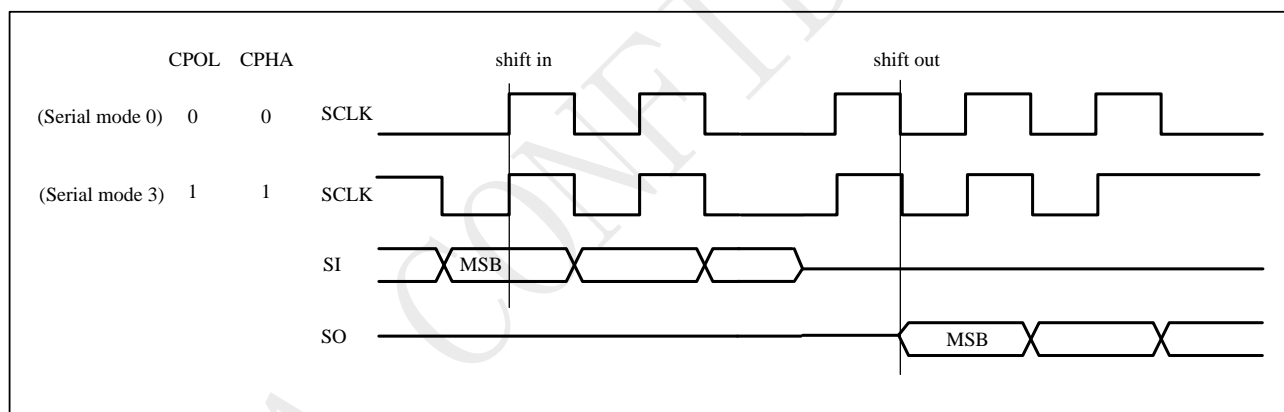 CPOL CPHA shift in shift out
(Serial mode 0) 0 0 SCLK
(Serial mode 3) 1 1 SCLK
SI MSB
SO MSB
CONFID